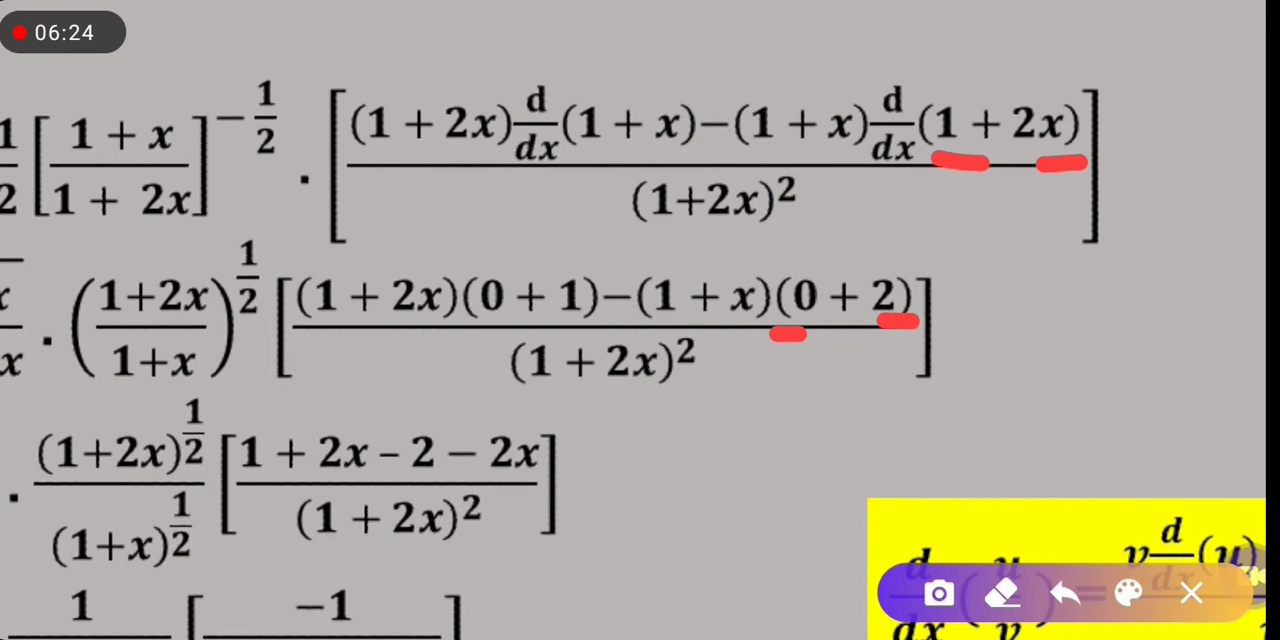 06:24
1/2 [(1 + x)/(1 + 2x)]^(−1/2) . [((1 + 2x) d/dx (1 + x)−(1 + x) d/dx (1 + 2x))/(1+2x)²]
. ((1+2x)/(1+x))^(1/2) [((1 + 2x)(0 + 1)−(1 + x)(0 + 2))/(1 + 2x)²]
. (1+2x)^(1/2)/(1+x)^(1/2) [(1 + 2x – 2 − 2x)/(1 + 2x)²]
1 [−1]
d/dx (u/v) = v d/dx (u)